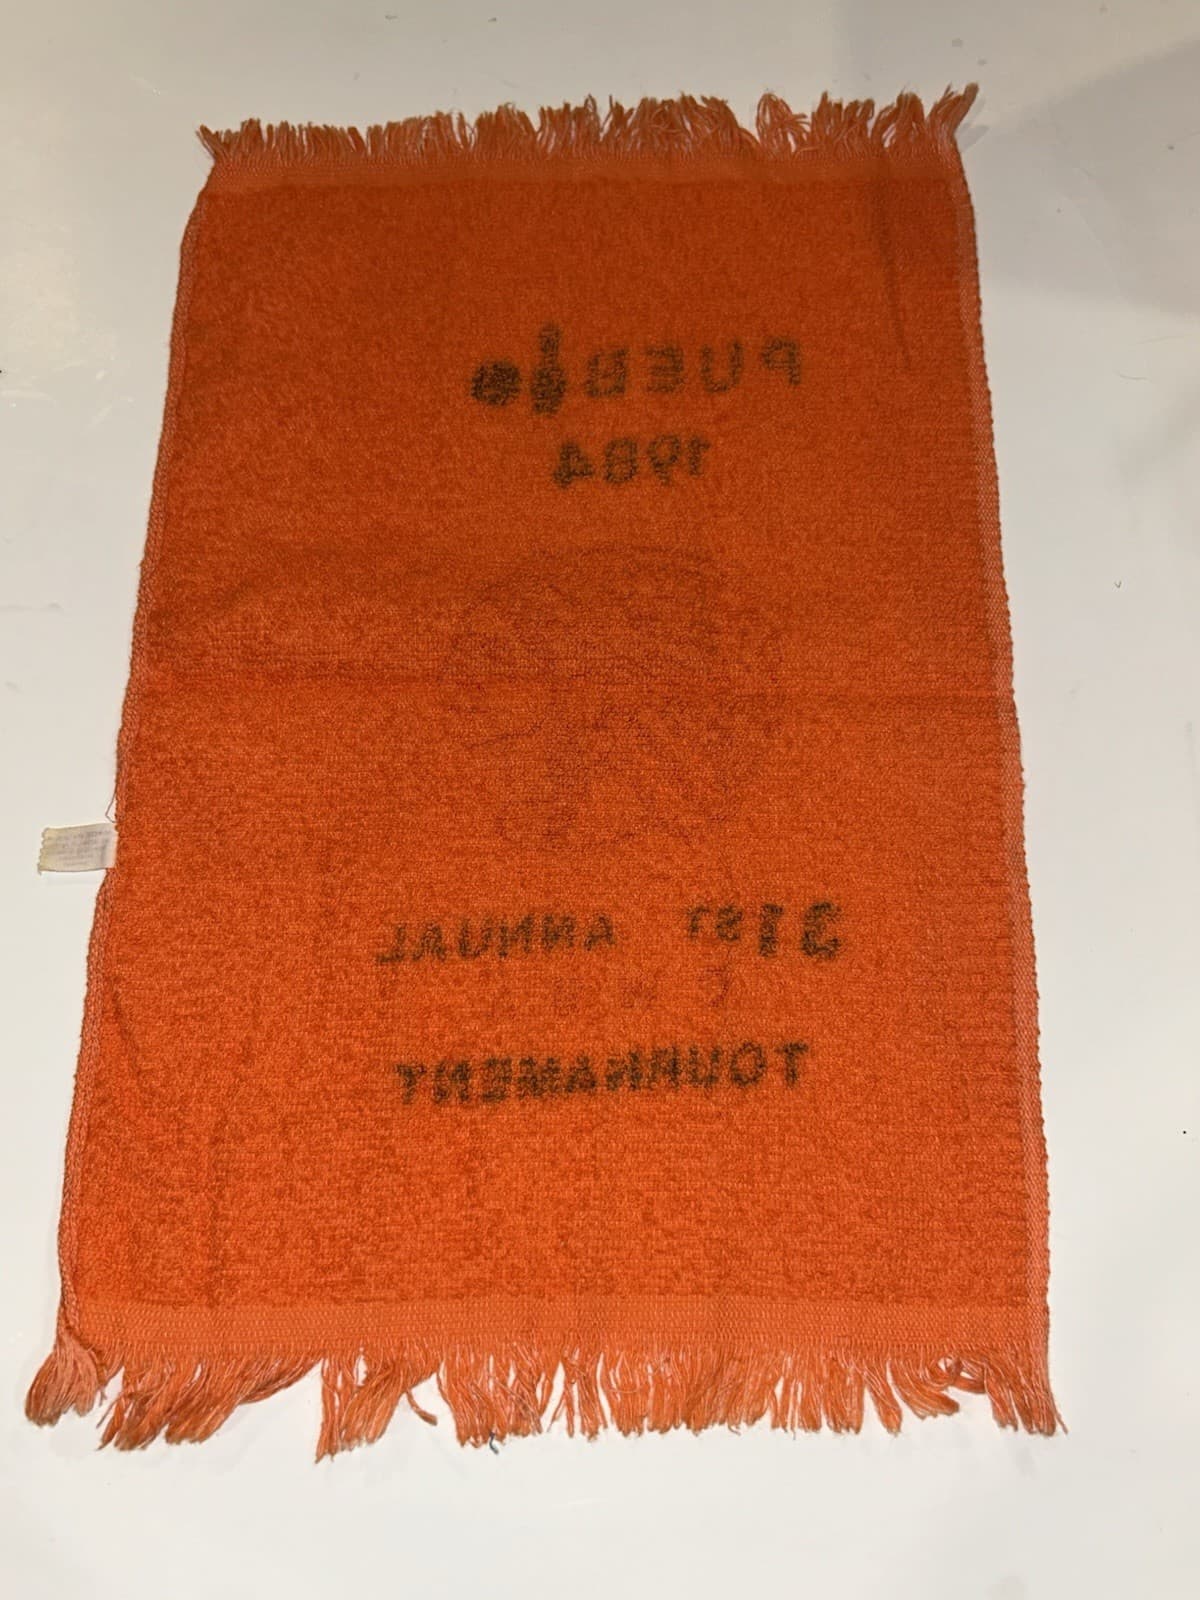 PUEBlo
1984
31ST ANNUAL
TOURNAMENT